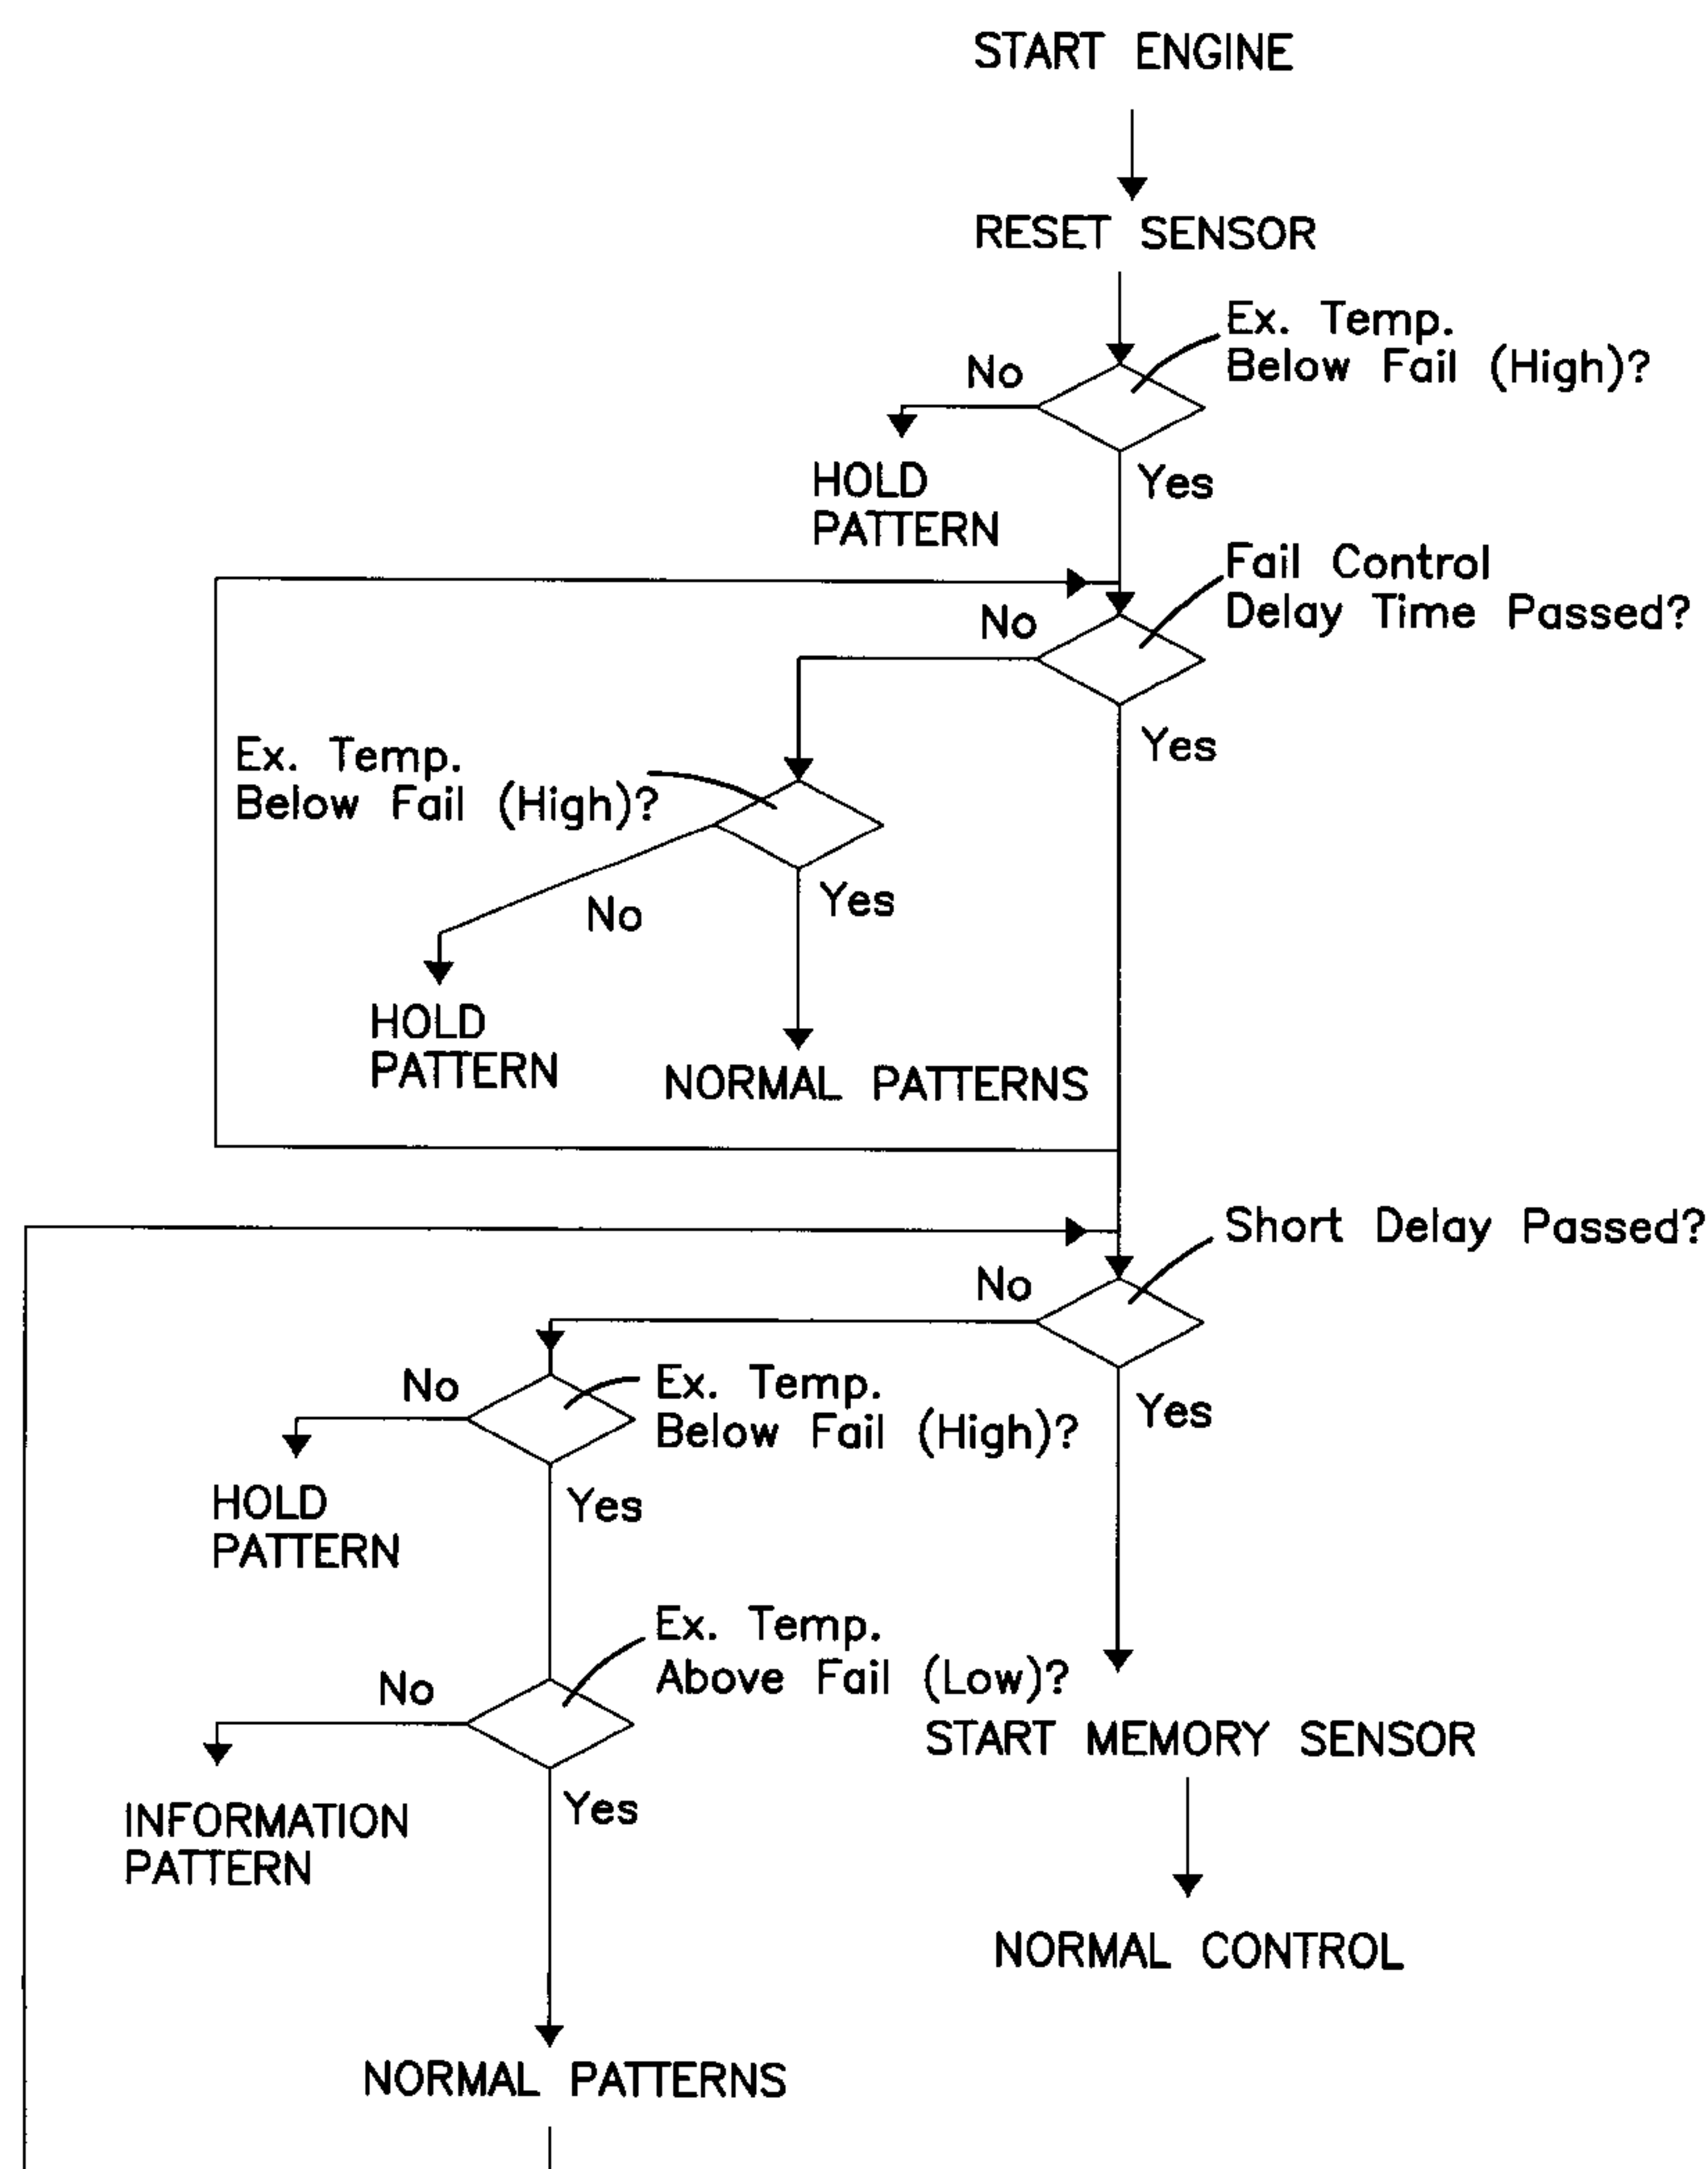 START ENGINE
RESET SENSOR
Ex. Temp.
Below Fail (High)?
No
Yes
HOLD
PATTERN
Fail Control
Delay Time Passed?
No
Yes
Ex. Temp.
Below Fail (High)?
No
Yes
HOLD
PATTERN
NORMAL PATTERNS
Short Delay Passed?
No
Yes
No
Ex. Temp.
Below Fail (High)?
Yes
HOLD
PATTERN
Ex. Temp.
Above Fail (Low)?
No
Yes
START MEMORY SENSOR
INFORMATION
PATTERN
NORMAL CONTROL
NORMAL PATTERNS